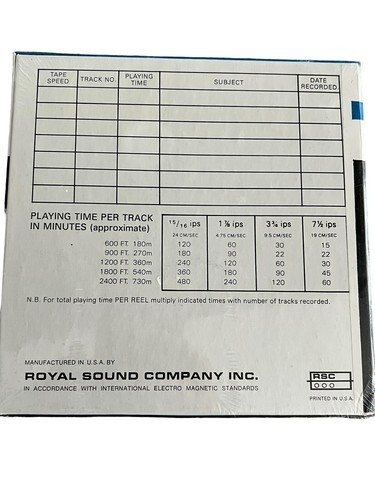 TAPE SPEED | TRACK NO. | PLAYING TIME | SUBJECT | DATE RECORDED
PLAYING TIME PER TRACK IN MINUTES (approximate) | 15/16 ips 24 CM/SEC | 1 7/8 ips 4.75 CM/SEC | 3 3/4 ips 9.5 CM/SEC | 7½ ips 19 CM/SEC
600 FT. 180m | 120 | 60 | 30 | 15
900 FT. 270m | 180 | 90 | 22 | 22
1200 FT. 360m | 240 | 120 | 60 | 30
1800 FT. 540m | 360 | 180 | 90 | 45
2400 FT. 730m | 480 | 240 | 120 | 60
N.B. For total playing time PER REEL multiply indicated times with number of tracks recorded.
MANUFACTURED IN U.S.A. BY
ROYAL SOUND COMPANY INC.
IN ACCORDANCE WITH INTERNATIONAL ELECTRO MAGNETIC STANDARDS
RSC
PRINTED IN U.S.A.